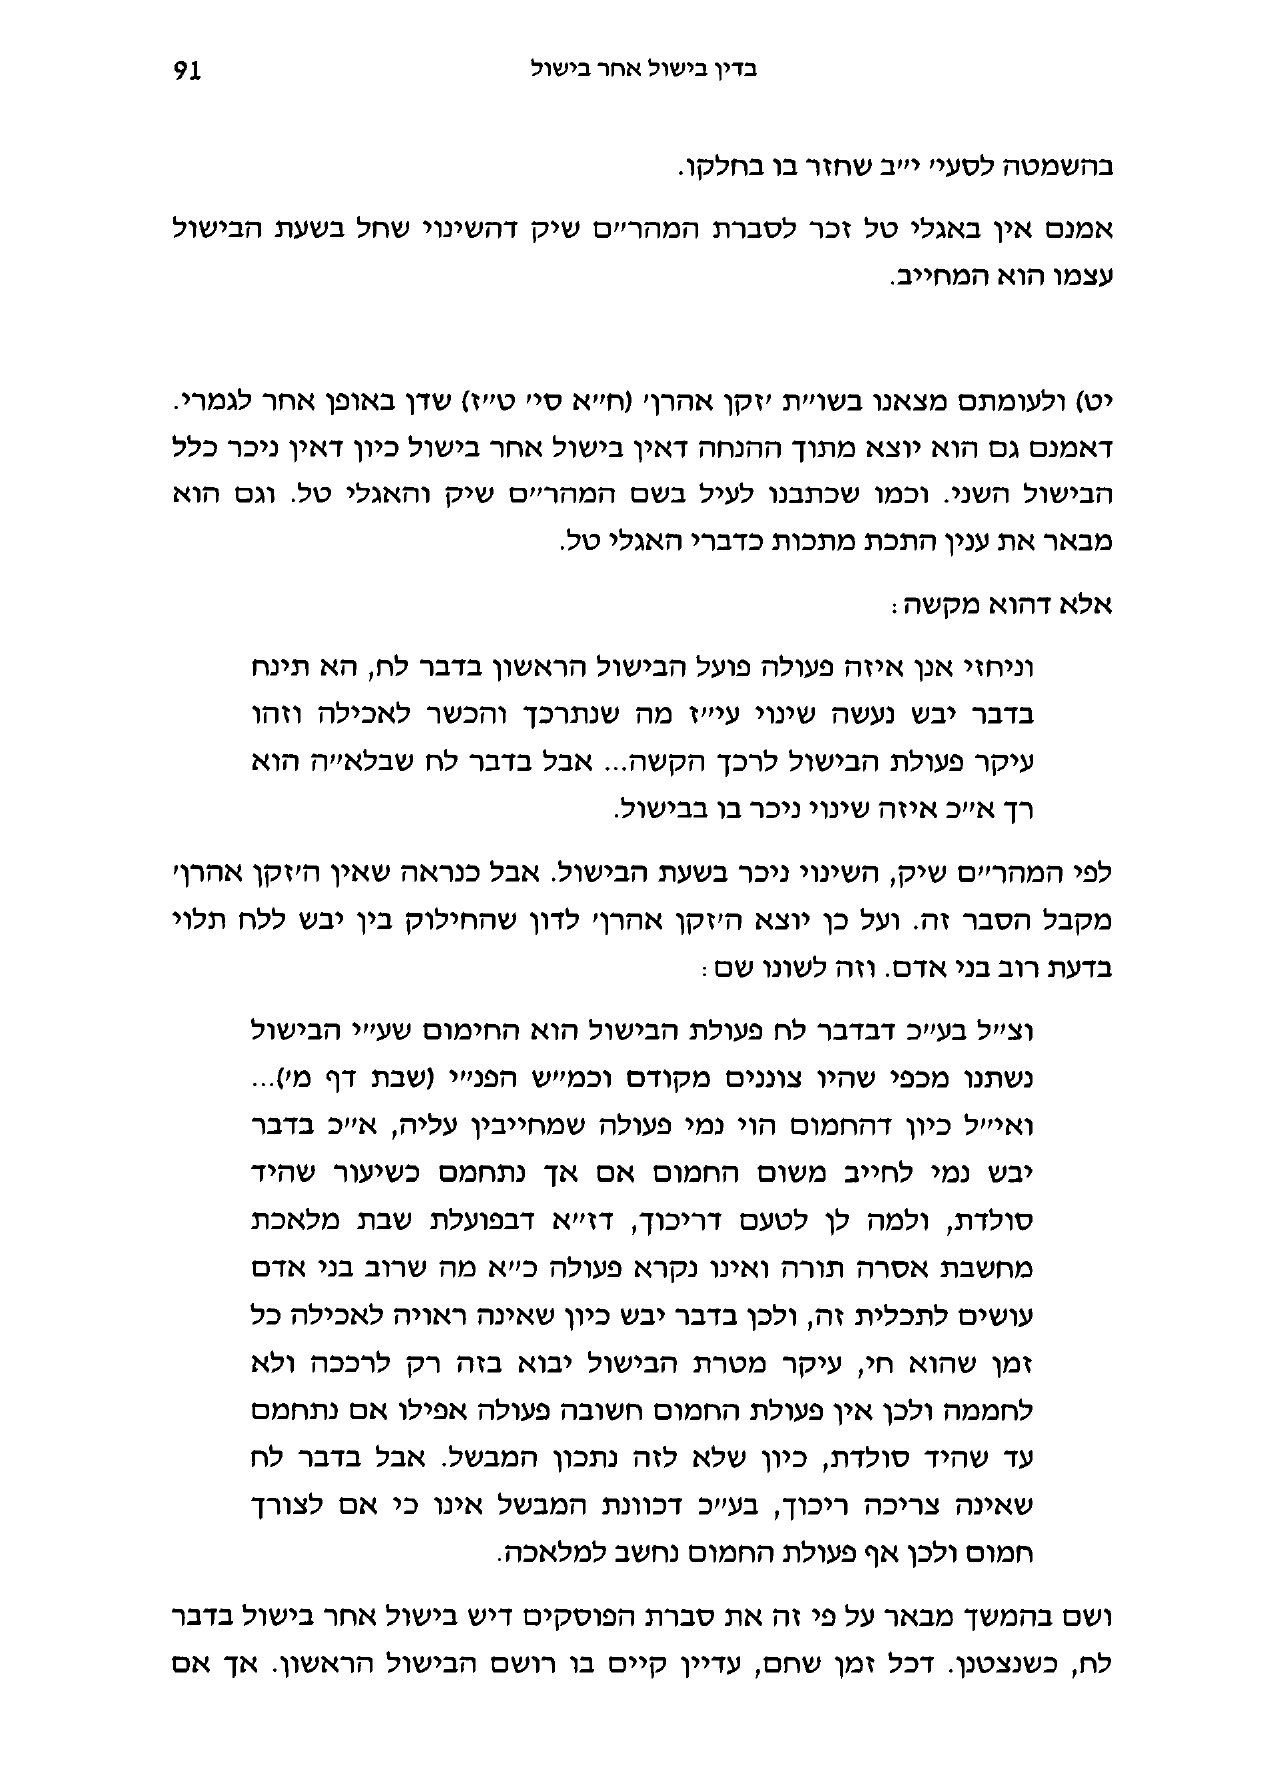 בדין בישול אחר בישול 91
בהשמטה לסעי׳ י״ב שחזר בו בחלקו.
אמנם אין באגלי טל זכר לסברת המהר״ם שיק דהשינוי שחל בשעת הבישול
עצמו הוא המחייב.
יט) ולעומתם מצאנו בשו״ת ׳זקן אהרן׳ (ח״א סי׳ ט״ז) שדן באופן אחר לגמרי.
דאמנם גם הוא יוצא מתוך ההנחה דאין בישול אחר בישול כיון דאין ניכר כלל
הבישול השני. וכמו שכתבנו לעיל בשם המהר״ם שיק והאגלי טל. וגם הוא
מבאר את ענין התכת מתכות כדברי האגלי טל.
אלא דהוא מקשה:
וניחזי אנן איזה פעולה פועל הבישול הראשון בדבר לח, הא תינח
בדבר יבש נעשה שינוי עי״ז מה שנתרכך והכשר לאכילה וזהו
עיקר פעולת הבישול לרכך הקשה... אבל בדבר לח שבלא״ה הוא
רך א״כ איזה שינוי ניכר בו בבישול.
לפי המהר״ם שיק, השינוי ניכר בשעת הבישול. אבל כנראה שאין ה׳זקן אהרן׳
מקבל הסבר זה. ועל כן יוצא ה׳זקן אהרן׳ לדון שהחילוק בין יבש ללח תלוי
בדעת רוב בני אדם. וזה לשונו שם:
וצ״ל בע״כ דבדבר לח פעולת הבישול הוא החימום שע״י הבישול
נשתנו מכפי שהיו צוננים מקודם וכמ״ש הפנ״י (שבת דף מ׳)...
ואי״ל כיון דהחמום הוי נמי פעולה שמחייבין עליה, א״כ בדבר
יבש נמי לחייב משום החמום אם אך נתחמם כשיעור שהיד
סולדת, ולמה לן לטעם דריכוך, דז״א דבפועלת שבת מלאכת
מחשבת אסרה תורה ואינו נקרא פעולה כ״א מה שרוב בני אדם
עושים לתכלית זה, ולכן בדבר יבש כיון שאינה ראויה לאכילה כל
זמן שהוא חי, עיקר מטרת הבישול יבוא בזה רק לרככה ולא
לחממה ולכן אין פעולת החמום חשובה פעולה אפילו אם נתחמם
עד שהיד סולדת, כיון שלא לזה נתכון המבשל. אבל בדבר לח
שאינה צריכה ריכוך, בע״כ דכוונת המבשל אינו כי אם לצורך
חמום ולכן אף פעולת החמום נחשב למלאכה.
ושם בהמשך מבאר על פי זה את סברת הפוסקים דיש בישול אחר בישול בדבר
לח, כשנצטנן. דכל זמן שחם, עדיין קיים בו רושם הבישול הראשון. אך אם